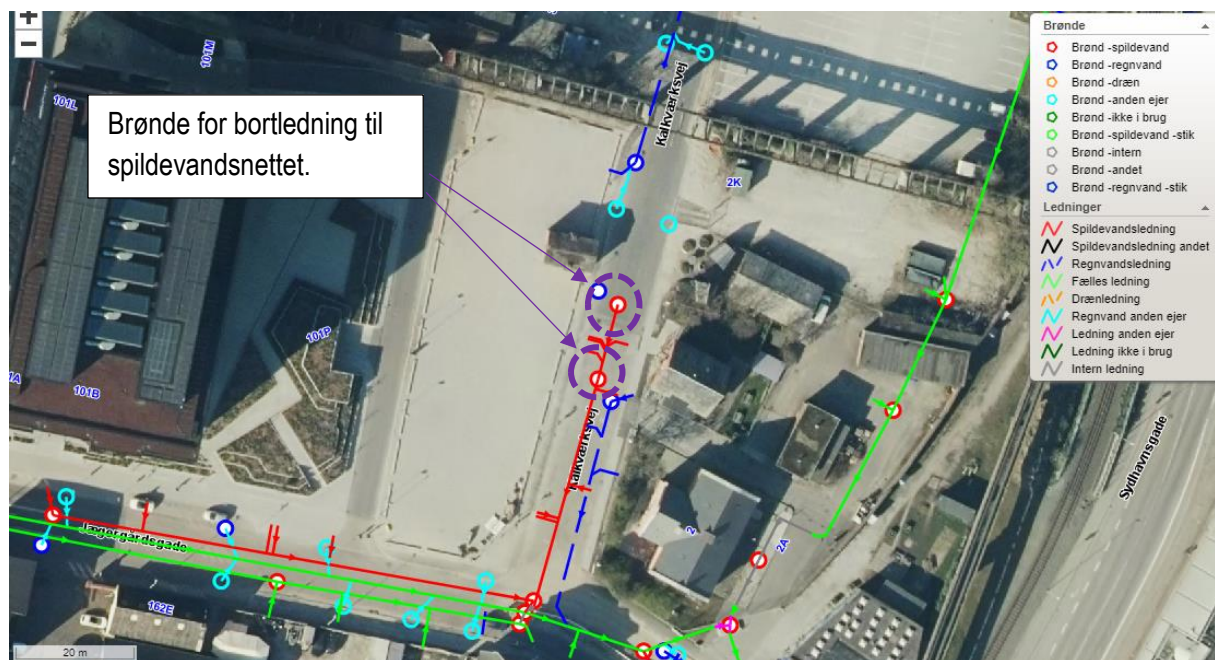 +
−
101M
101L
Brønde for bortledning til
spildevandsnettet.
Kalkværksvej
2K
101P
101A
101B
Kalkværksvej
Jægergårdsgade
162E
2
2A
Sydhavnsgade
20 m
Brønde
Brønd -spildevand
Brønd -regnvand
Brønd -dræn
Brønd -anden ejer
Brønd -ikke i brug
Brønd -spildevand -stik
Brønd -intern
Brønd -andet
Brønd -regnvand -stik
Ledninger
Spildevandsledning
Spildevandsledning andet
Regnvandsledning
Fælles ledning
Drænledning
Regnvand anden ejer
Ledning anden ejer
Ledning ikke i brug
Intern ledning